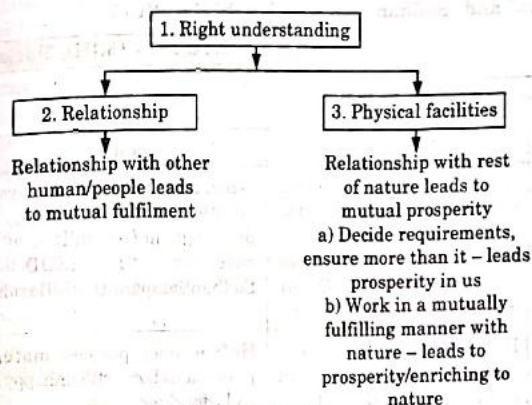 1. Right understanding
2. Relationship
Relationship with other
human/people leads
to mutual fulfilment
3. Physical facilities
Relationship with rest
of nature leads to
mutual prosperity
a) Decide requirements,
ensure more than it – leads
prosperity in us
b) Work in a mutually
fulfilling manner with
nature – leads to
prosperity/enriching to
nature